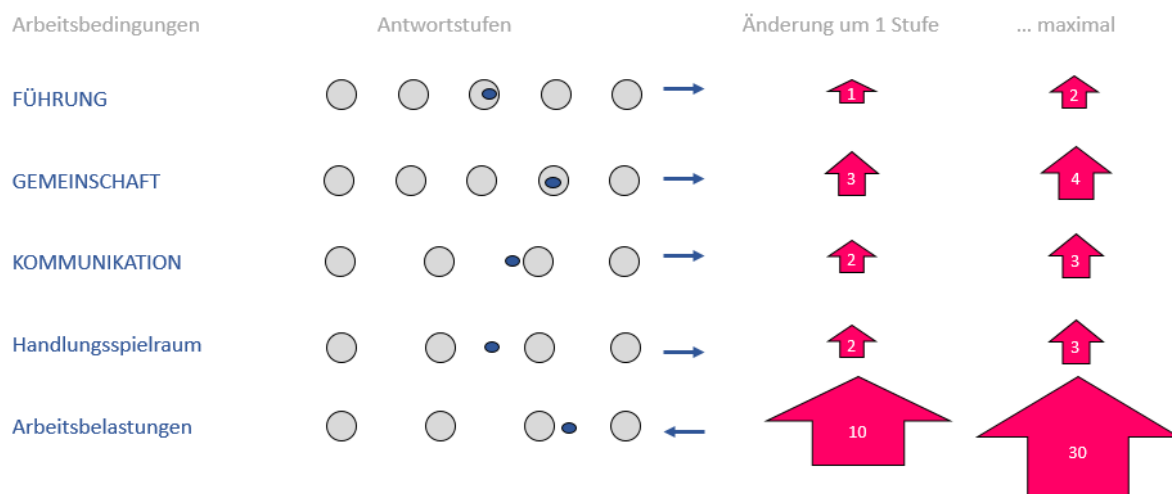 Arbeitsbedingungen Antwortstufen Änderung um 1 Stufe ... maximal
FÜHRUNG 1 2
GEMEINSCHAFT 3 4
KOMMUNIKATION 2 3
Handlungsspielraum 2 3
Arbeitsbelastungen 10 30